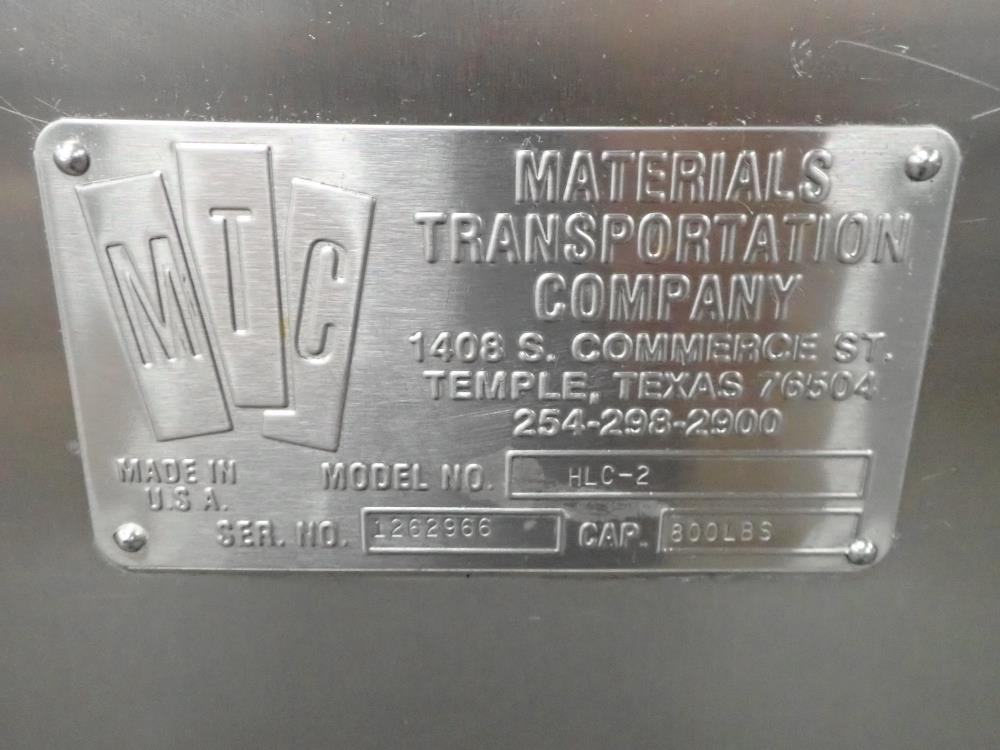 MTC
MATERIALS
TRANSPORTATION
COMPANY
1408 S. COMMERCE ST.
TEMPLE, TEXAS 76504
254-298-2900
MADE IN
U.S.A.
MODEL NO. HLC-2
SER. NO. 1262966 CAP. 800LBS